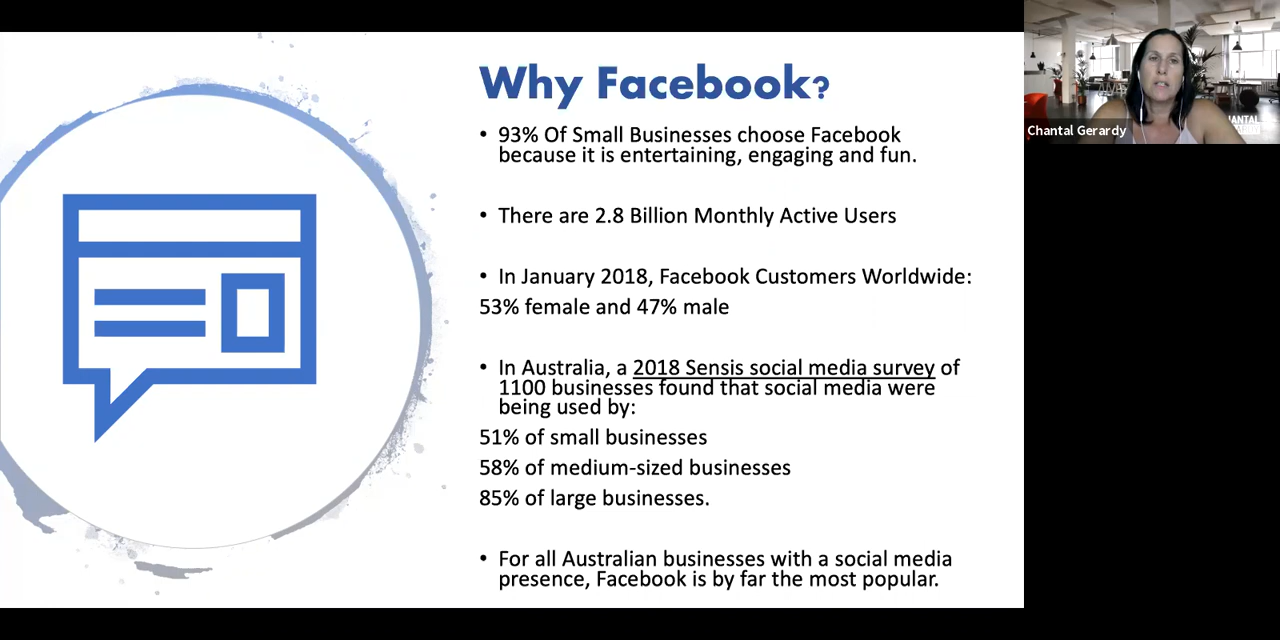 Why Facebook?
• 93% Of Small Businesses choose Facebook
because it is entertaining, engaging and fun.
• There are 2.8 Billion Monthly Active Users
• In January 2018, Facebook Customers Worldwide:
53% female and 47% male
• In Australia, a 2018 Sensis social media survey of
1100 businesses found that social media were
being used by:
51% of small businesses
58% of medium-sized businesses
85% of large businesses.
• For all Australian businesses with a social media
presence, Facebook is by far the most popular.
Chantal Gerardy